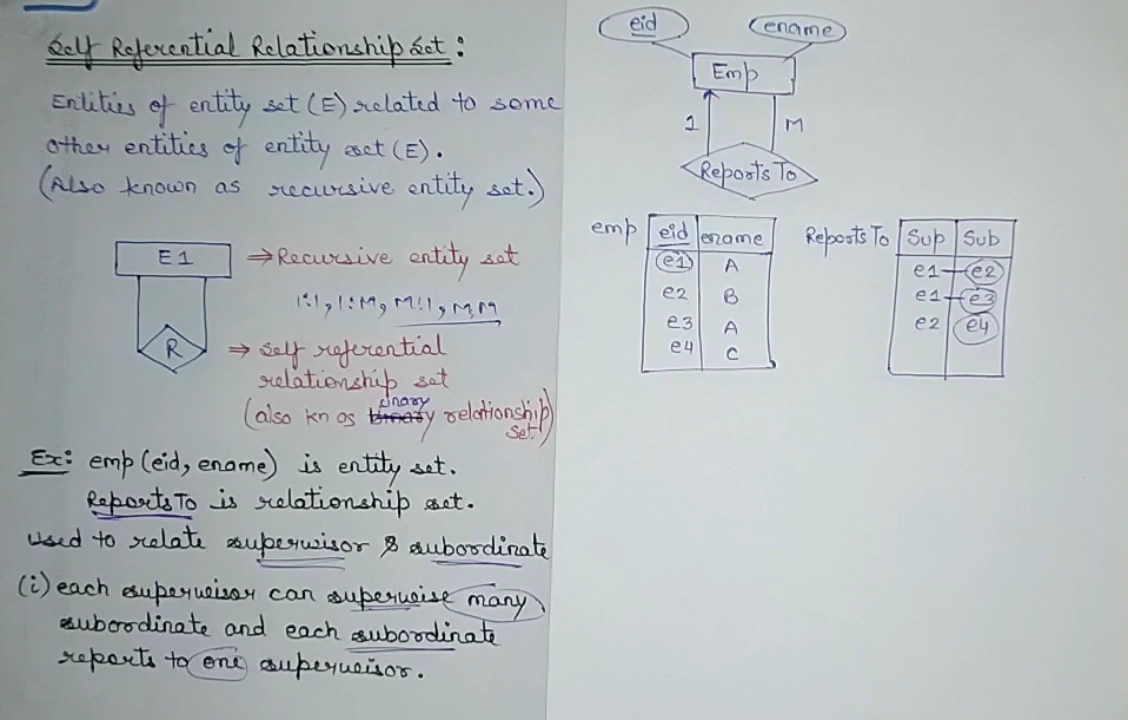 Self Referential Relationship Set :
Entities of entity set (E) related to some
other entities of entity set (E).
(Also known as recursive entity set.)
E1 ⇒ Recursive entity set
1:1, 1:M, M:1, M:M
R ⇒ Self referential
relationship set
(also kn as unary relationship
set)
Ex: emp (eid, ename) is entity set.
Reports To is relationship set.
used to relate supervisor & subordinate
(i) each supervisor can supervise many
subordinate and each subordinate
reports to one supervisor.
eid ename
Emp
1 M
Reports To
emp eid ename
e1 A
e2 B
e3 A
e4 C
Reports To Sup Sub
e1 e2
e1 e3
e2 e4